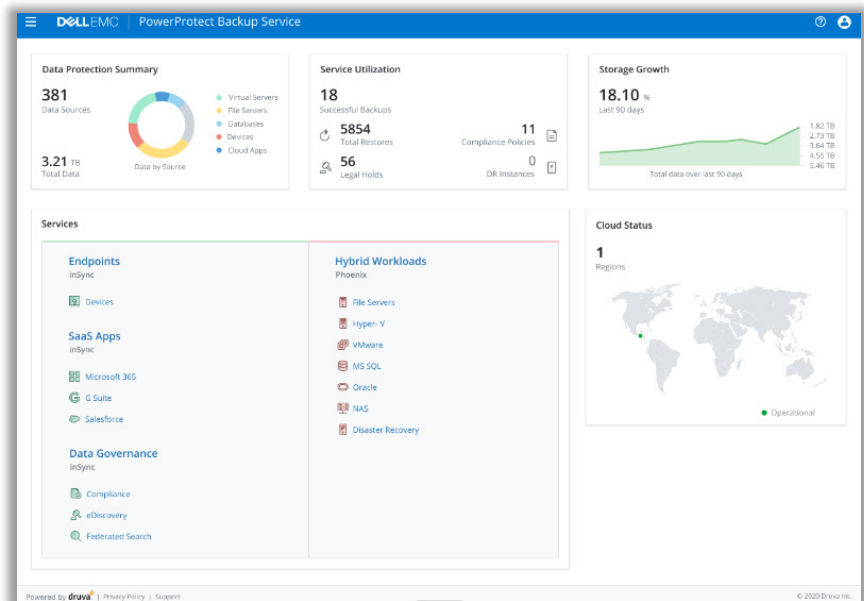 DELLEMC | PowerProtect Backup Service
Data Protection Summary
381
Data Sources
3.21 TB
Total Data
Data by Source
Virtual Servers
File Servers
Databases
Devices
Cloud Apps
Service Utilization
18
Successful Backups
5854
Total Restores
11
Compliance Policies
56
Legal Holds
0
DR Instances
Storage Growth
18.10 %
Last 90 days
1.82 TB
2.73 TB
3.64 TB
4.55 TB
5.46 TB
Total data over last 90 days
Services
Endpoints
inSync
Devices
SaaS Apps
inSync
Microsoft 365
G Suite
Salesforce
Data Governance
inSync
Compliance
eDiscovery
Federated Search
Hybrid Workloads
Phoenix
File Servers
Hyper- V
VMware
MS SQL
Oracle
NAS
Disaster Recovery
Cloud Status
1
Regions
Operational
Powered by druva | Privacy Policy | Support
© 2020 Druva Inc.